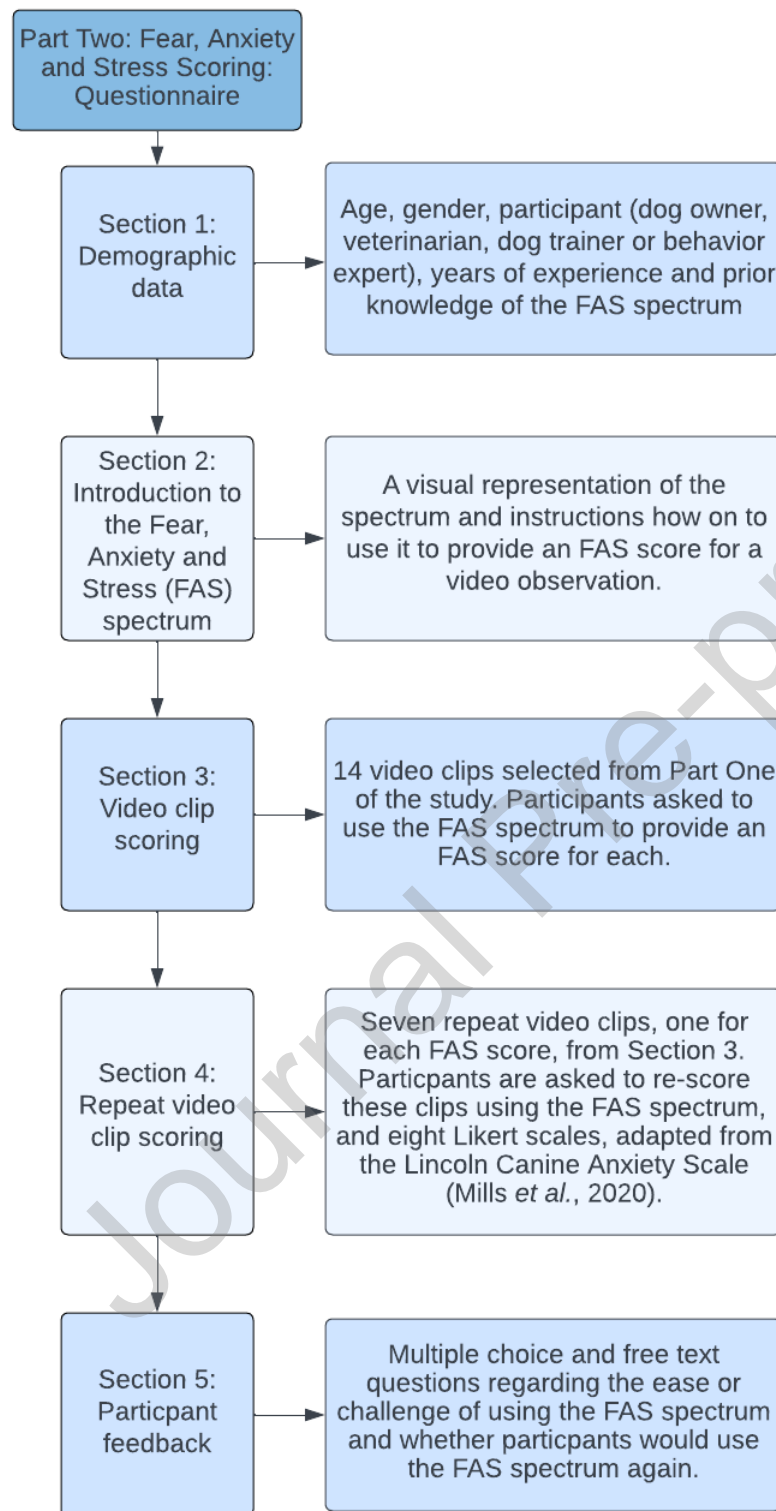 Part Two: Fear, Anxiety
and Stress Scoring:
Questionnaire
Section 1:
Demographic
data
Age, gender, participant (dog owner,
veterinarian, dog trainer or behavior
expert), years of experience and prior
knowledge of the FAS spectrum
Section 2:
Introduction to
the Fear,
Anxiety and
Stress (FAS)
spectrum
A visual representation of the
spectrum and instructions how on to
use it to provide an FAS score for a
video observation.
Section 3:
Video clip
scoring
14 video clips selected from Part One
of the study. Participants asked to
use the FAS spectrum to provide an
FAS score for each.
Section 4:
Repeat video
clip scoring
Seven repeat video clips, one for
each FAS score, from Section 3.
Particpants are asked to re-score
these clips using the FAS spectrum,
and eight Likert scales, adapted from
the Lincoln Canine Anxiety Scale
(Mills et al., 2020).
Section 5:
Particpant
feedback
Multiple choice and free text
questions regarding the ease or
challenge of using the FAS spectrum
and whether particpants would use
the FAS spectrum again.
Journal Pre-p